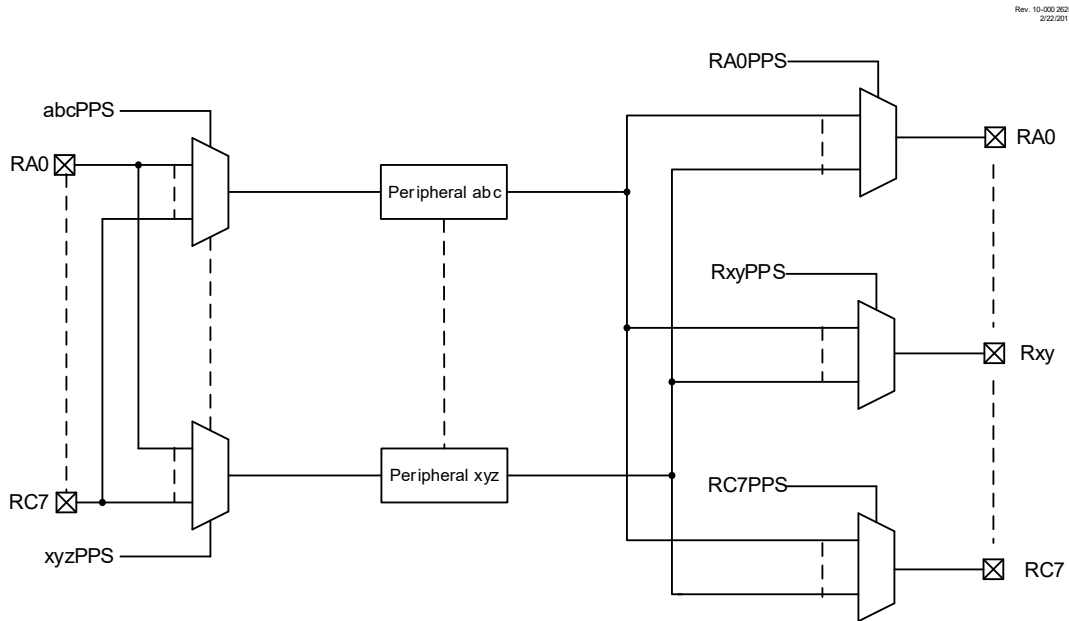 Rev. 10-000 262
2/22/201
RA0PPS
abcPPS
RA0
RA0
Peripheral abc
RxyPPS
Rxy
Peripheral xyz
RC7PPS
RC7
xyzPPS
RC7